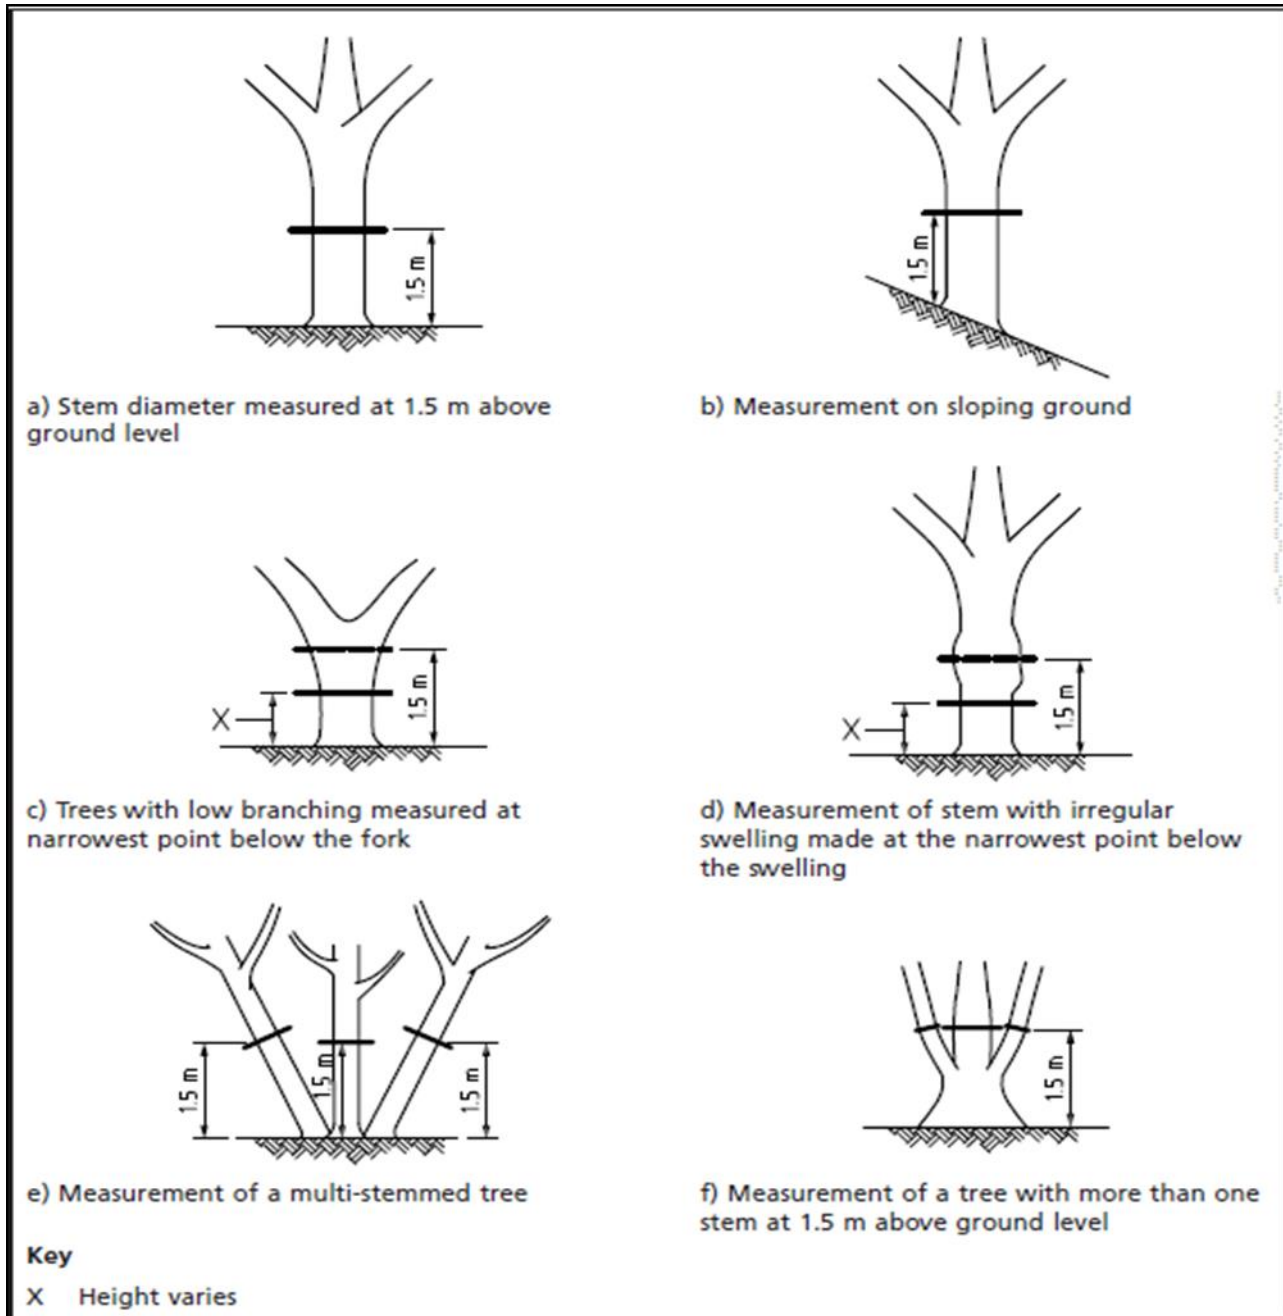 1.5 m
1.5 m
a) Stem diameter measured at 1.5 m above
ground level
b) Measurement on sloping ground
X
1.5 m
X
1.5 m
c) Trees with low branching measured at
narrowest point below the fork
d) Measurement of stem with irregular
swelling made at the narrowest point below
the swelling
1.5 m
1.5 m
1.5 m
1.5 m
e) Measurement of a multi-stemmed tree
f) Measurement of a tree with more than one
stem at 1.5 m above ground level
Key
X Height varies